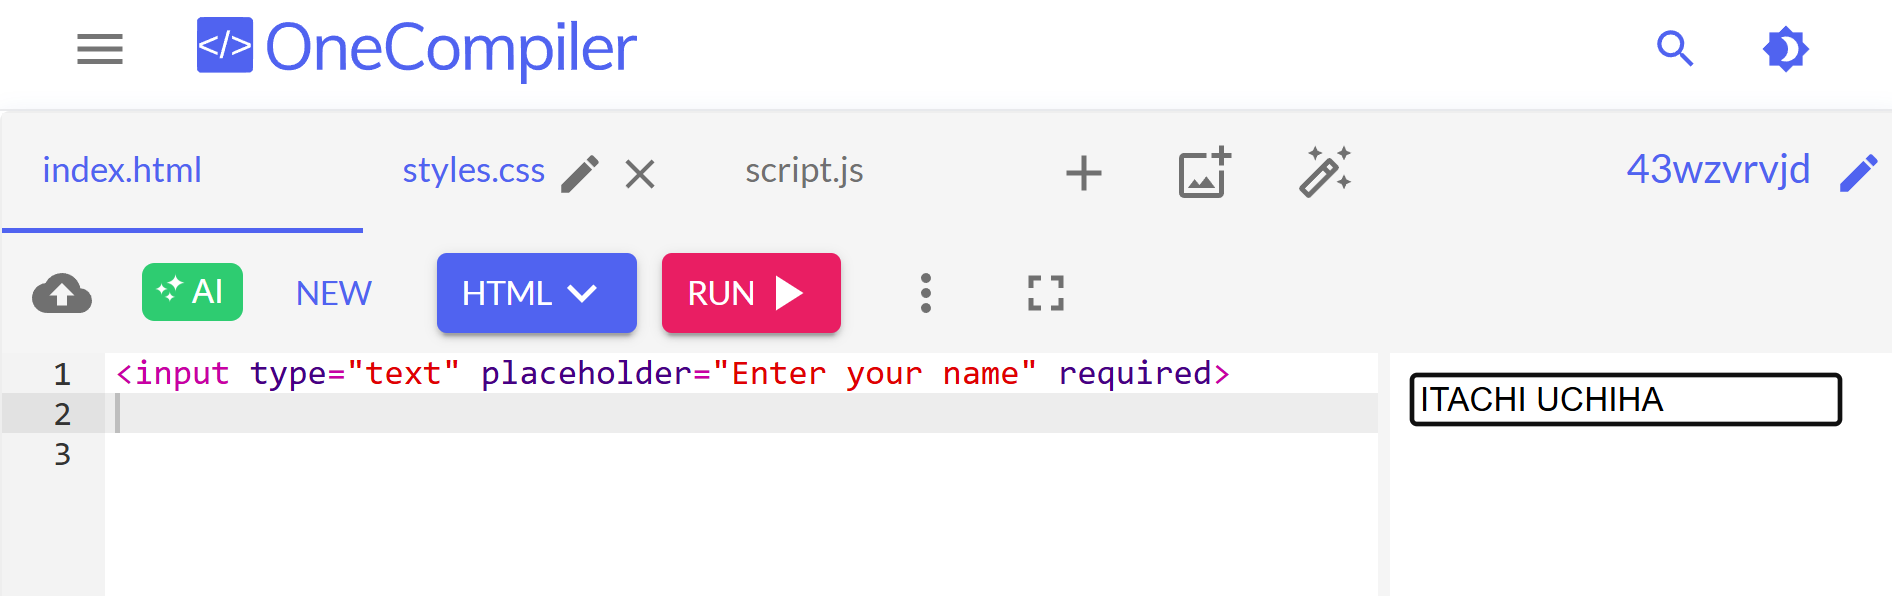 </> OneCompiler
index.html styles.css script.js 43wzvrvjd
AI NEW HTML RUN
1 <input type="text" placeholder="Enter your name" required>
2
3
ITACHI UCHIHA